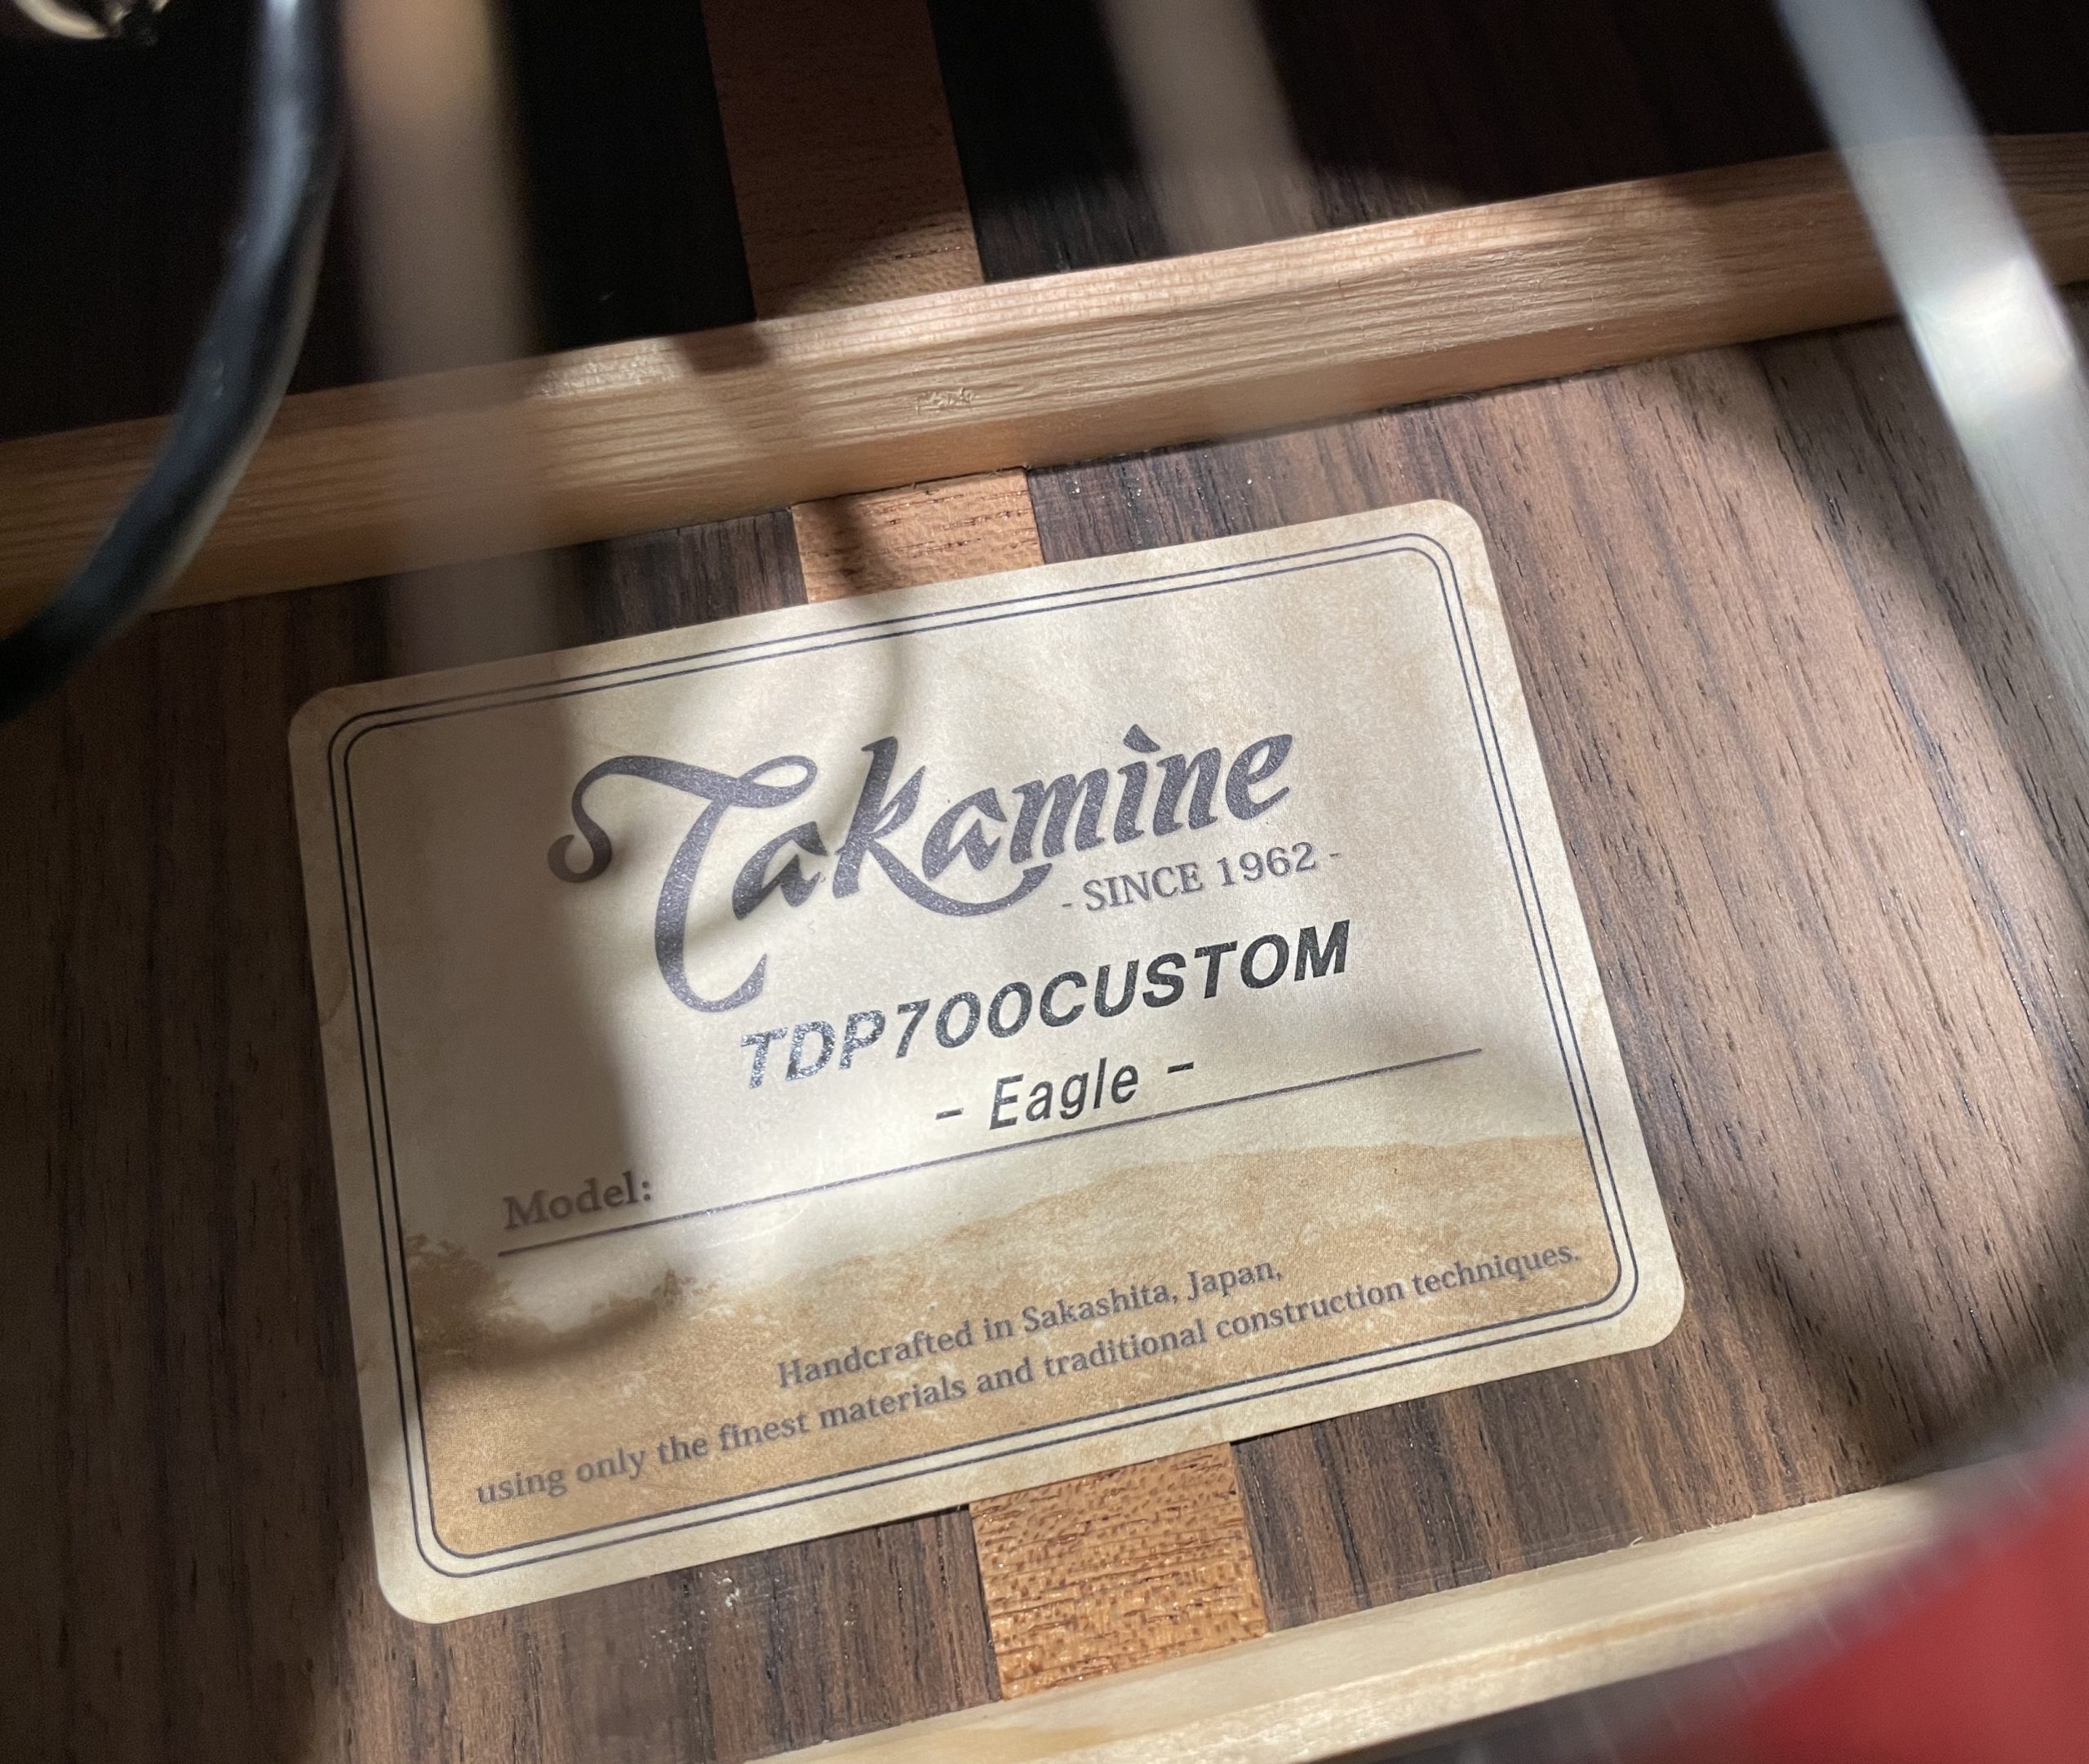 Takamine
- SINCE 1962 -
TDP700CUSTOM
– Eagle –
Model:
Handcrafted in Sakashita, Japan,
using only the finest materials and traditional construction techniques.